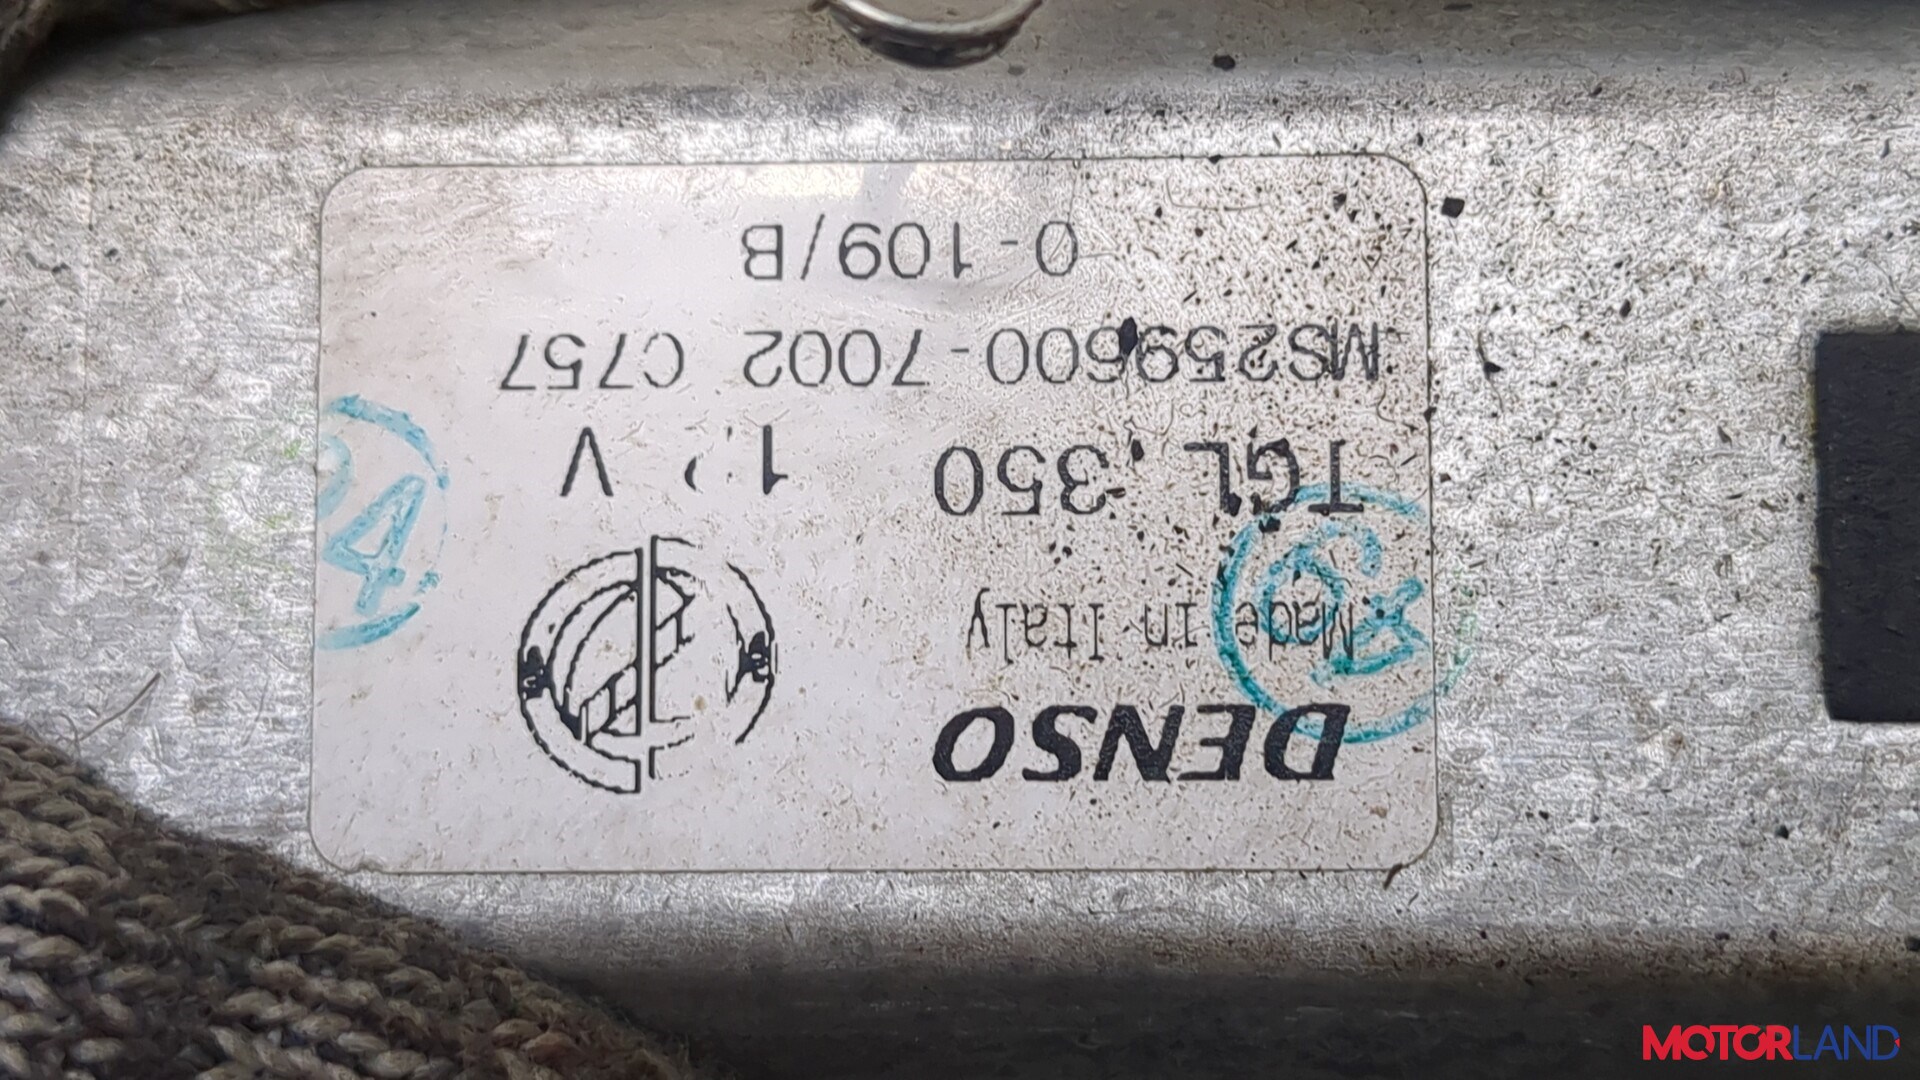 DENSO
Made in Italy
TGL 350
V
MS259600-7002 C757
0-109/B
MOTORLAND